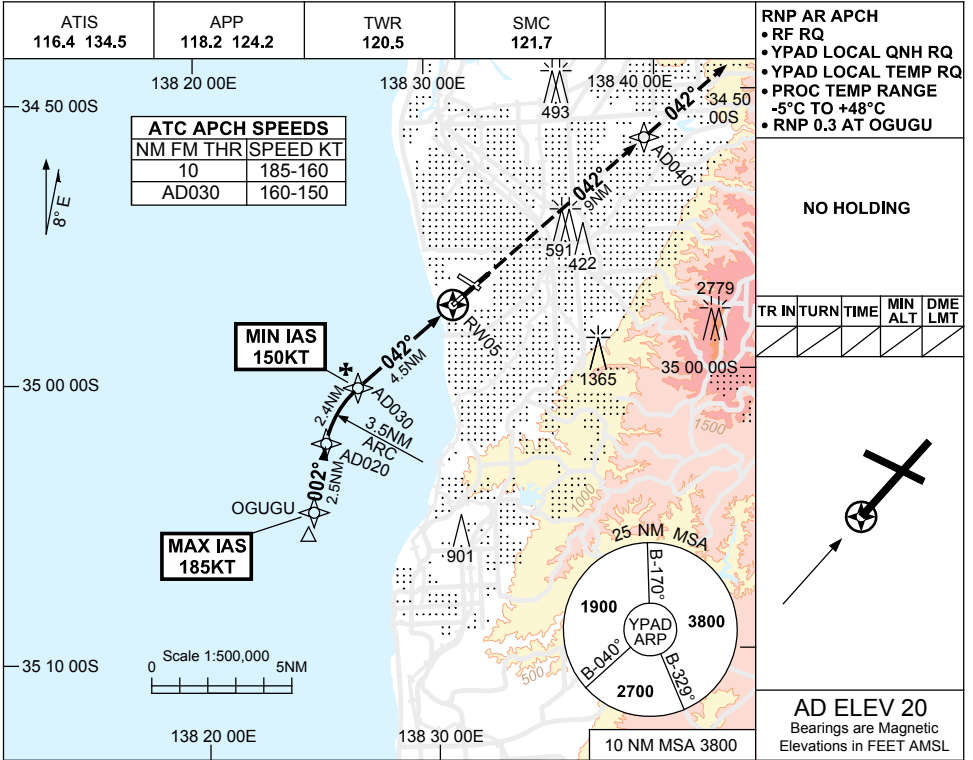 ATIS
116.4 134.5
APP
118.2 124.2
TWR
120.5
SMC
121.7
RNP AR APCH
• RF RQ
• YPAD LOCAL QNH RQ
• YPAD LOCAL TEMP RQ
• PROC TEMP RANGE
-5°C TO +48°C
• RNP 0.3 AT OGUGU
138 20 00E
138 30 00E
138 40 00E
34 50 00S
34 50
00S
ATC APCH SPEEDS
NM FM THR SPEED KT
10 185-160
AD030 160-150
8° E
493
042°
AD040
042°
9NM
591
422
NO HOLDING
2779
TR IN TURN TIME MIN ALT DME LMT
RW05
MIN IAS
150KT
042°
4.5NM
1365
35 00 00S
35 00 00S
AD030
2.4NM
3.5NM
ARC
AD020
1500
002°
2.5NM
OGUGU
1000
MAX IAS
185KT
901
25 NM MSA
B-170°
1900
3800
YPAD
ARP
B-040°
B-329°
2700
500
35 10 00S
Scale 1:500,000
0 5NM
138 20 00E
138 30 00E
10 NM MSA 3800
AD ELEV 20
Bearings are Magnetic
Elevations in FEET AMSL